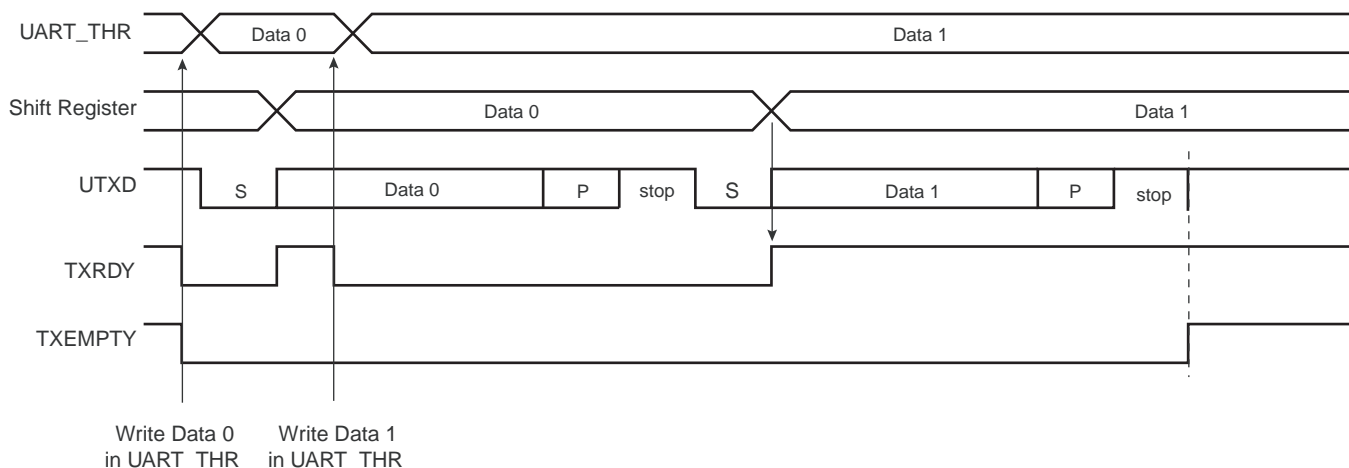 UART_THR Data 0 Data 1
Shift Register Data 0 Data 1
UTXD S Data 0 P stop S Data 1 P stop
TXRDY
TXEMPTY
Write Data 0 Write Data 1
in UART_THR in UART_THR